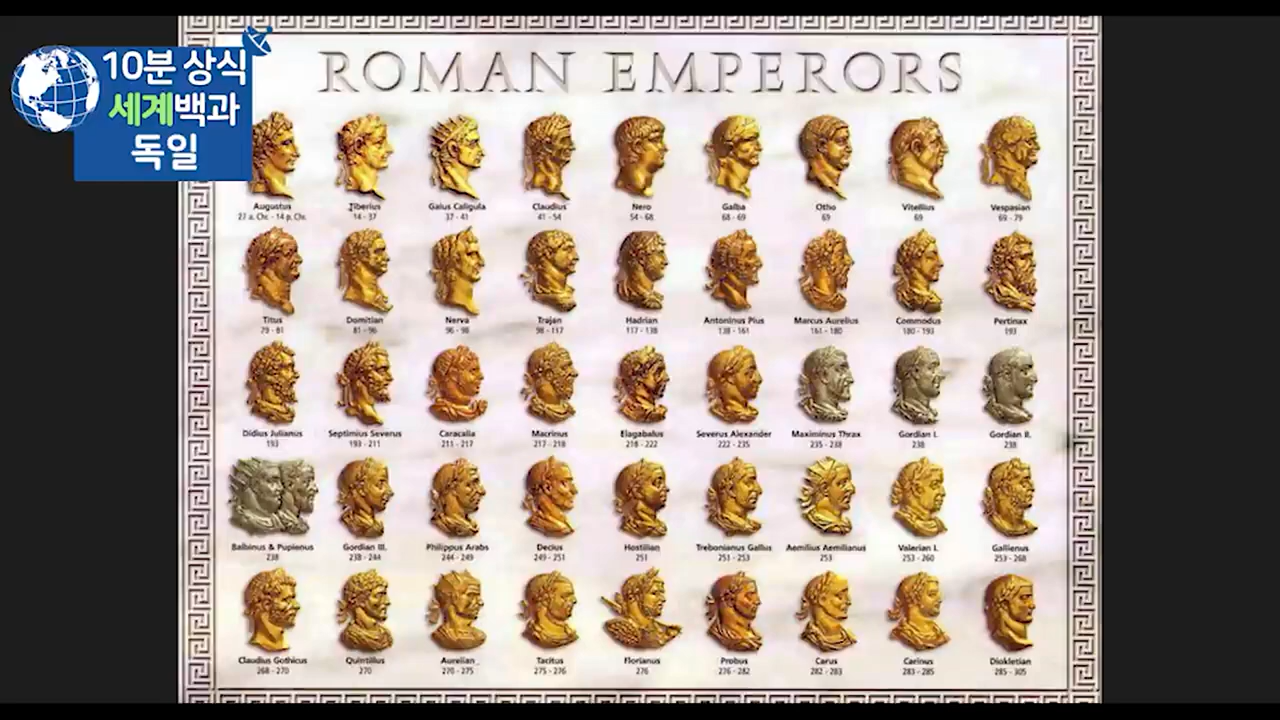 10분 상식
세계백과
독일
ROMAN EMPERORS
Augustus
27 a. Chr. - 14 p. Chr.
Tiberius
14 - 37
Gaius Caligula
37 - 41
Claudius
41 - 54
Nero
54 - 68
Galba
68 - 69
Otho
69
Vitellius
69
Vespasian
69 - 79
Titus
79 - 81
Domitian
81 - 96
Nerva
96 - 98
Trajan
98 - 117
Hadrian
117 - 138
Antoninus Pius
138 - 161
Marcus Aurelius
161 - 180
Commodus
180 - 193
Pertinax
193
Didius Julianus
193
Septimius Severus
193 - 211
Caracalla
211 - 217
Macrinus
217 - 218
Elagabalus
218 - 222
Severus Alexander
222 - 235
Maximinus Thrax
235 - 238
Gordian I.
238
Gordian II.
238
Balbinus & Pupienus
238
Gordian III.
238 - 244
Philippus Arabs
244 - 249
Decius
249 - 251
Hostilian
251
Trebonianus Gallus
251 - 253
Aemilius Aemilianus
253
Valerian I.
253 - 260
Gallienus
253 - 268
Claudius Gothicus
268 - 270
Quintillus
270
Aurelian
270 - 275
Tacitus
275 - 276
Florianus
276
Probus
276 - 282
Carus
282 - 283
Carinus
283 - 285
Diokletian
285 - 305